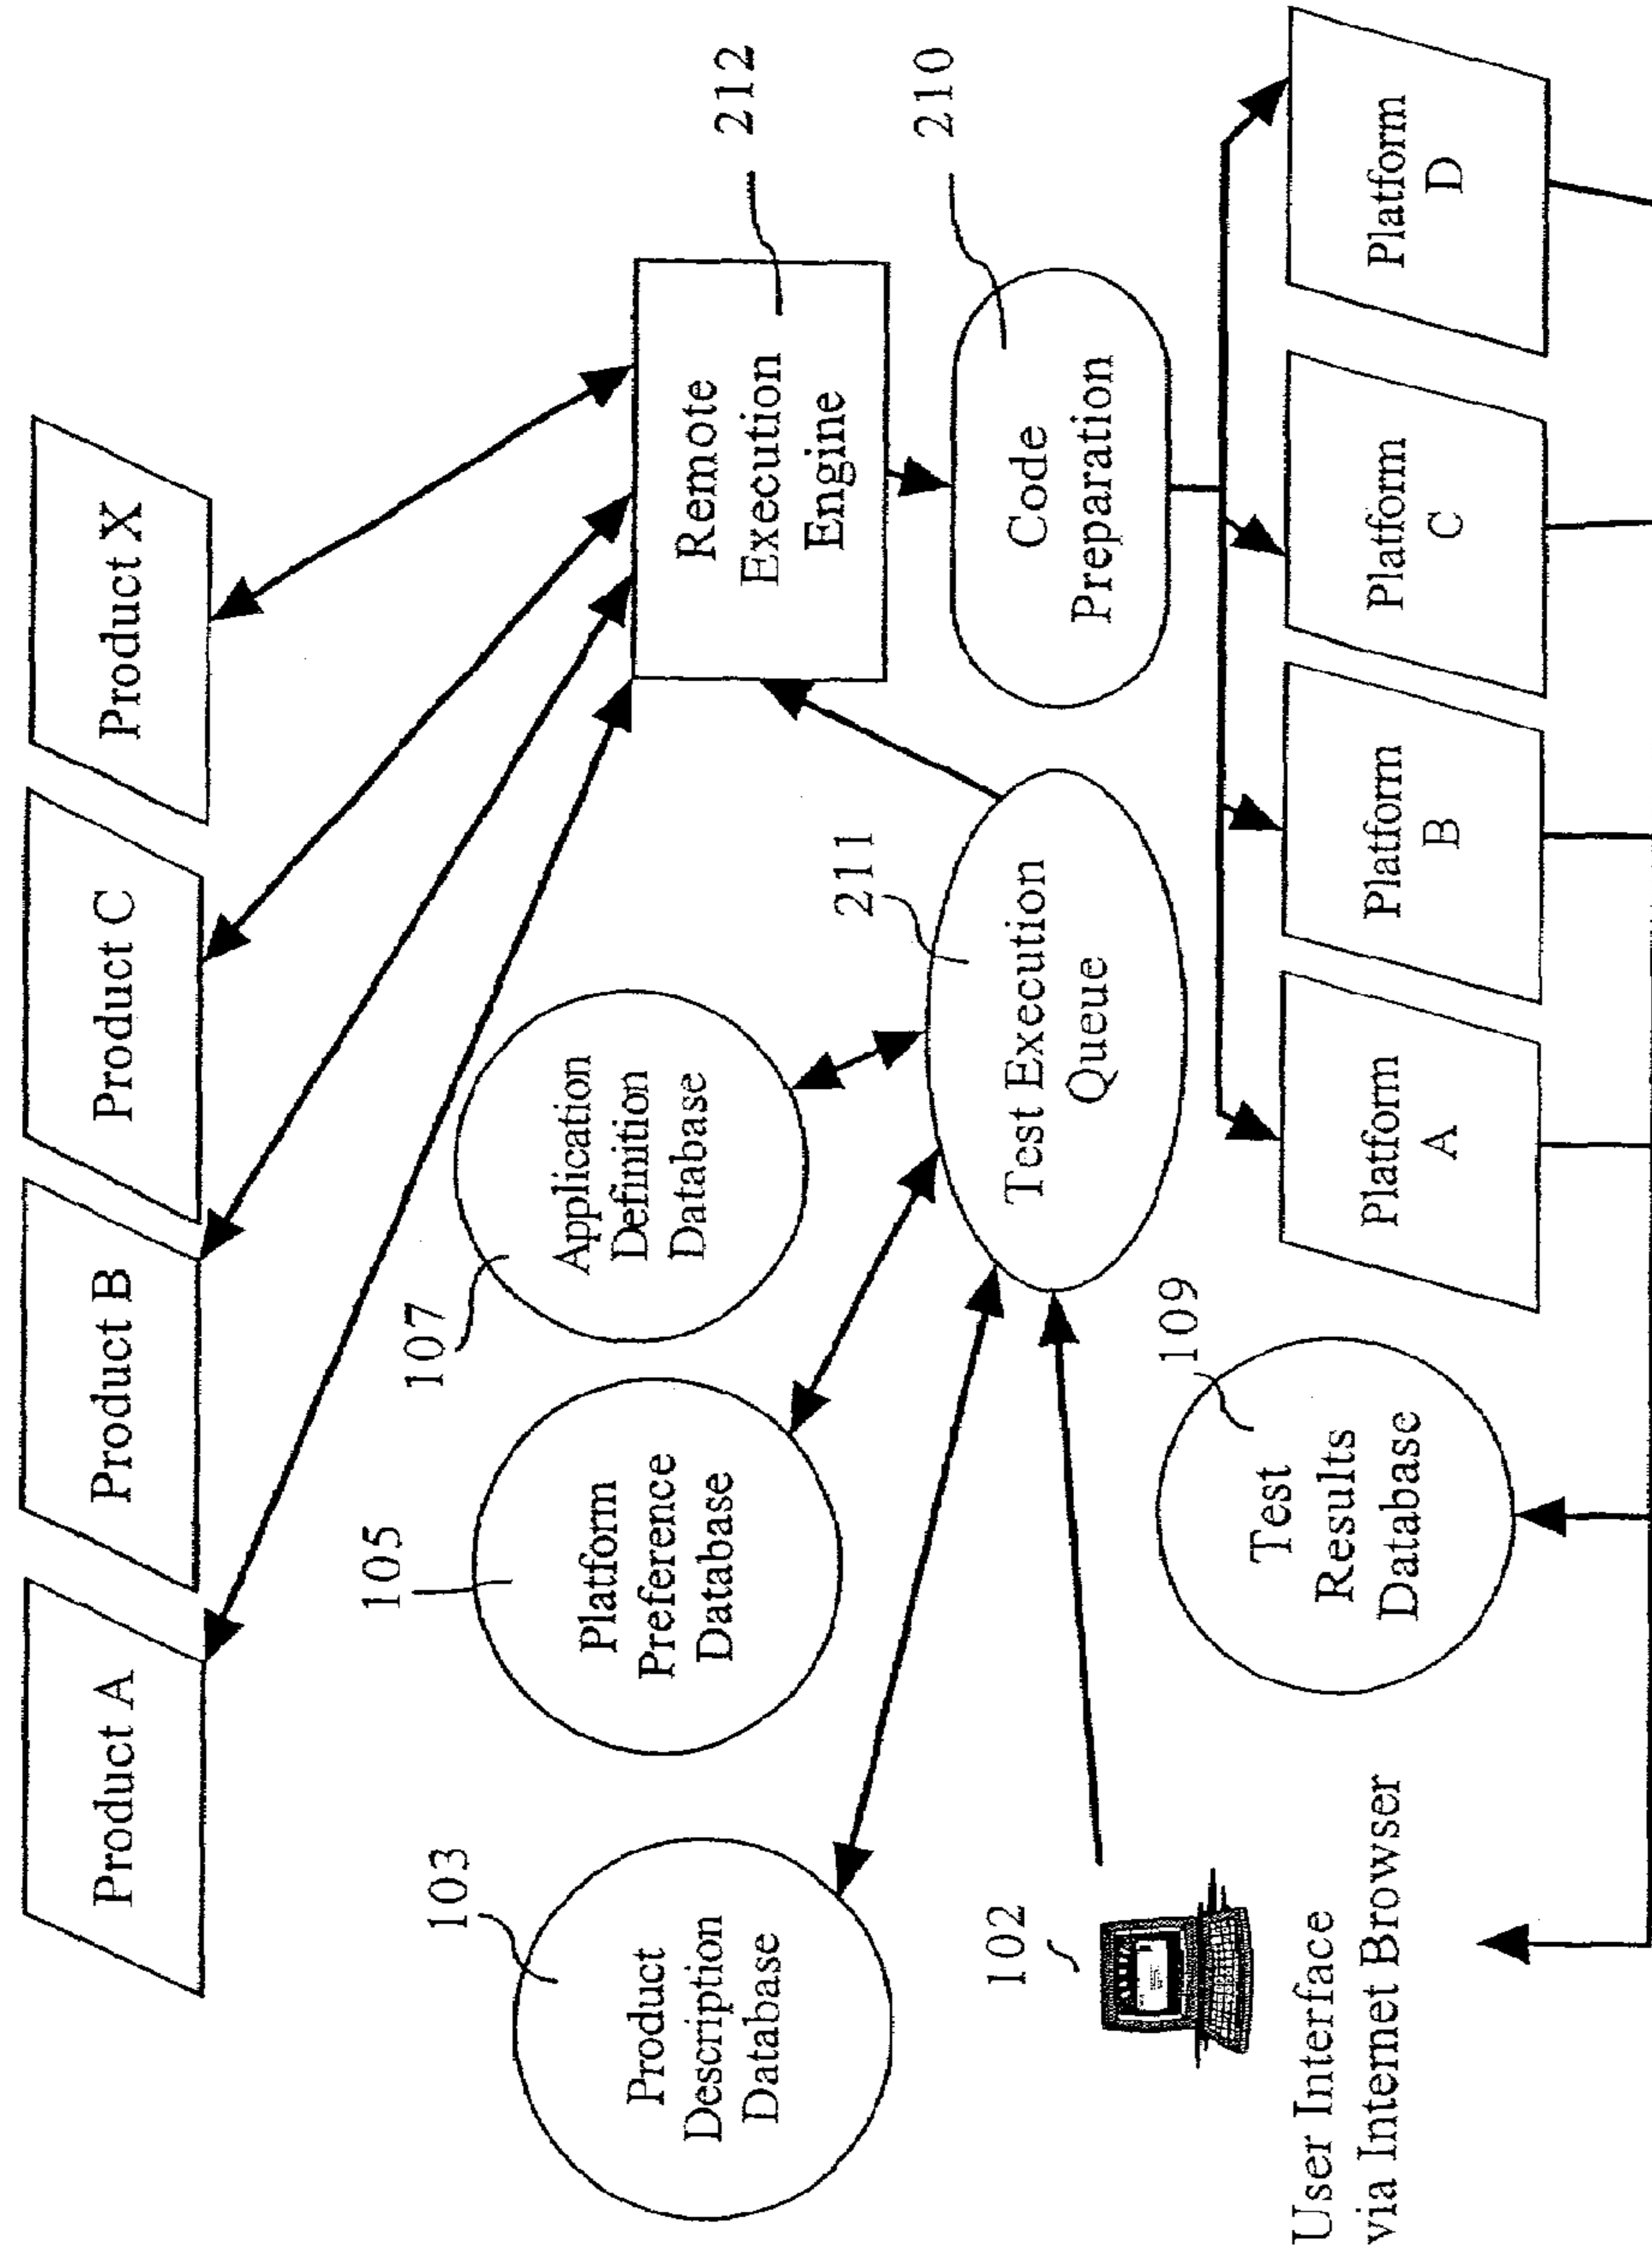 Product A
Product B
Product C
Product X
103
Product
Description
Database
105
Platform
Preference
Database
107
Application
Definition
Database
Remote
Execution
Engine
212
102
User Interface
via Internet Browser
211
Test Execution
Queue
Code
Preparation
210
109
Test
Results
Database
Platform
A
Platform
B
Platform
C
Platform
D